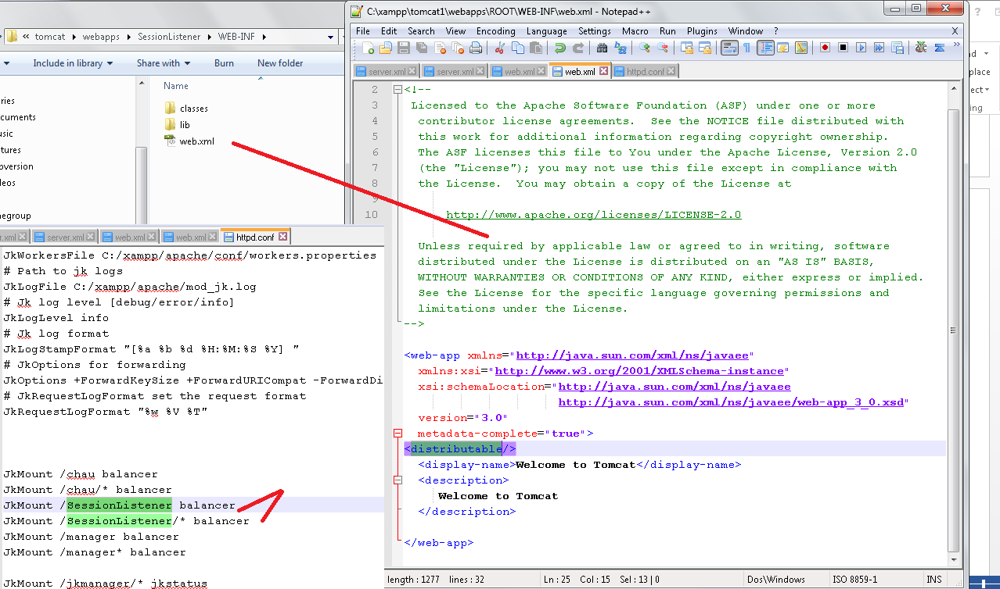 « tomcat ▸ webapps ▸ SessionListener ▸ WEB-INF ▸
Include in library Share with Burn New folder
Name
ries
cuments
usic
tures
oversion
leos
negroup
classes
lib
web.xml
C:\xampp\tomcat1\webapps\ROOT\WEB-INF\web.xml - Notepad++
File Edit Search View Encoding Language Settings Macro Run Plugins Window ? X
server.xml server.xml web.xml web.xml httpd.conf
2 <!--
3 Licensed to the Apache Software Foundation (ASF) under one or more
4 contributor license agreements.  See the NOTICE file distributed with
5 this work for additional information regarding copyright ownership.
6 The ASF licenses this file to You under the Apache License, Version 2.0
7 (the "License"); you may not use this file except in compliance with
8 the License.  You may obtain a copy of the License at
9
10 http://www.apache.org/licenses/LICENSE-2.0
Unless required by applicable law or agreed to in writing, software
distributed under the License is distributed on an "AS IS" BASIS,
WITHOUT WARRANTIES OR CONDITIONS OF ANY KIND, either express or implied.
See the License for the specific language governing permissions and
limitations under the License.
-->
<web-app xmlns="http://java.sun.com/xml/ns/javaee"
xmlns:xsi="http://www.w3.org/2001/XMLSchema-instance"
xsi:schemaLocation="http://java.sun.com/xml/ns/javaee
http://java.sun.com/xml/ns/javaee/web-app_3_0.xsd"
version="3.0"
metadata-complete="true">
<distributable/>
<display-name>Welcome to Tomcat</display-name>
<description>
Welcome to Tomcat
</description>
</web-app>
length : 1277 lines : 32 Ln : 25 Col : 15 Sel : 13 | 0 Dos\Windows ISO 8859-1 INS
r.xml server.xml web.xml web.xml httpd.conf
JkWorkersFile C:/xampp/apache/conf/workers.properties
# Path to jk logs
JkLogFile C:/xampp/apache/mod_jk.log
# Jk log level [debug/error/info]
JkLogLevel info
# Jk log format
JkLogStampFormat "[%a %b %d %H:%M:%S %Y] "
# JkOptions for forwarding
JkOptions +ForwardKeySize +ForwardURICompat -ForwardDi
# JkRequestLogFormat set the request format
JkRequestLogFormat "%w %V %T"
JkMount /chau balancer
JkMount /chau/* balancer
JkMount /SessionListener balancer
JkMount /SessionListener/* balancer
JkMount /manager balancer
JkMount /manager* balancer
JkMount /jkmanager/* jkstatus
nd
place
ect
ing